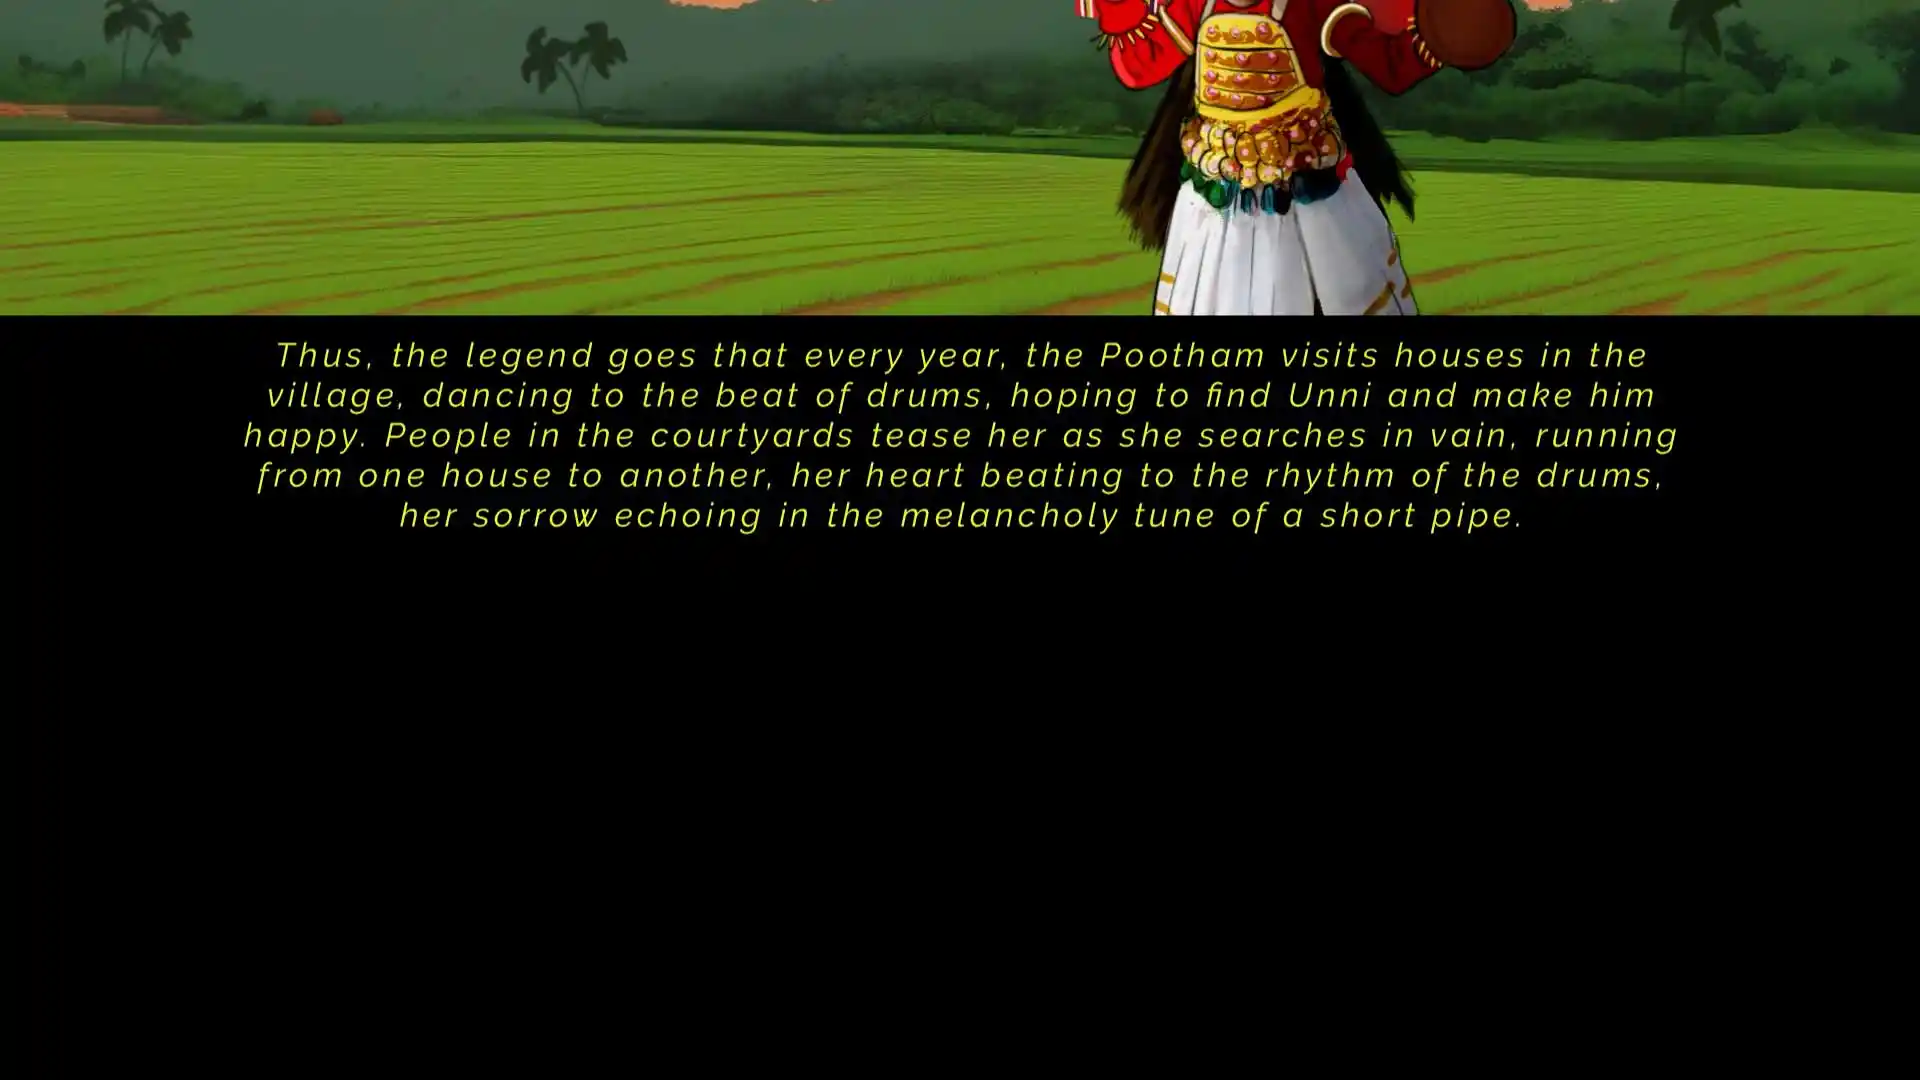 Thus, the legend goes that every year, the Pootham visits houses in the
village, dancing to the beat of drums, hoping to find Unni and make him
happy. People in the courtyards tease her as she searches in vain, running
from one house to another, her heart beating to the rhythm of the drums,
her sorrow echoing in the melancholy tune of a short pipe.